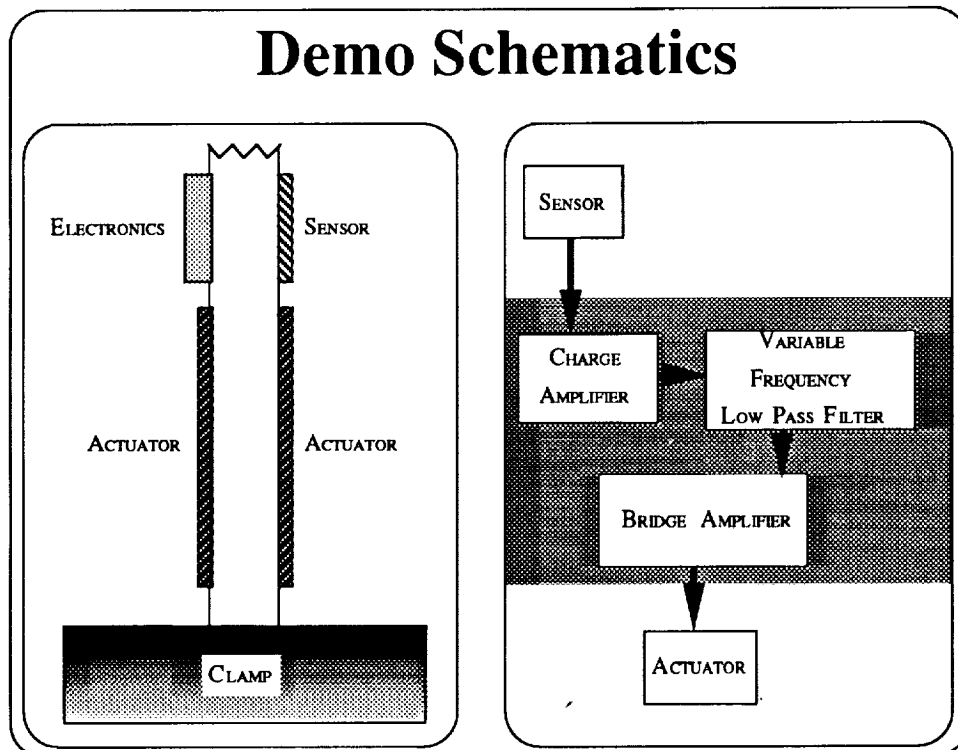 Demo Schematics
ELECTRONICS
SENSOR
ACTUATOR
ACTUATOR
CLAMP
SENSOR
CHARGE
AMPLIFIER
VARIABLE
FREQUENCY
LOW PASS FILTER
BRIDGE AMPLIFIER
ACTUATOR